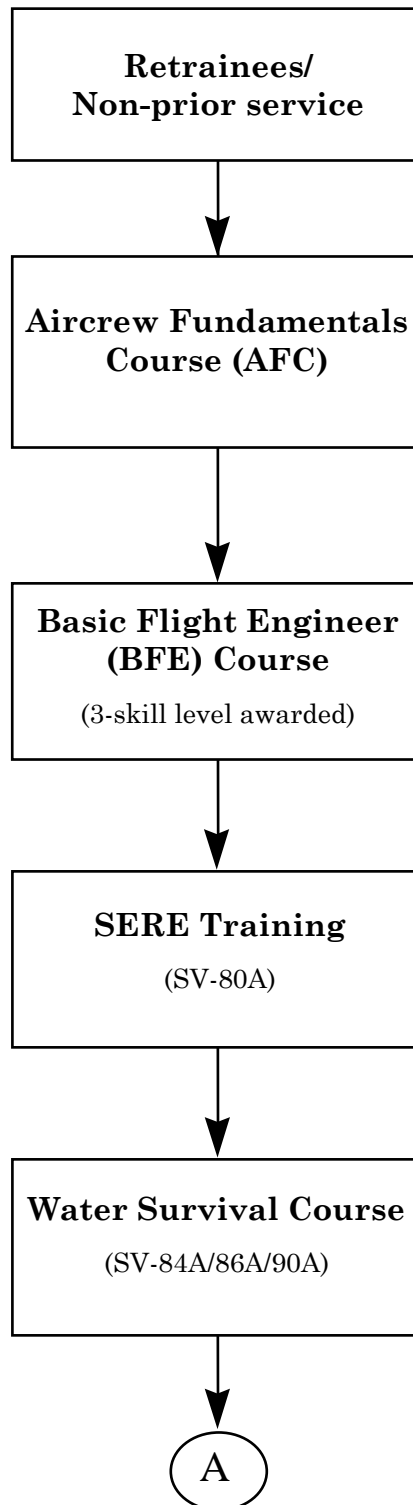 Retrainees/
Non-prior service
Aircrew Fundamentals
Course (AFC)
Basic Flight Engineer
(BFE) Course
(3-skill level awarded)
SERE Training
(SV-80A)
Water Survival Course
(SV-84A/86A/90A)
A